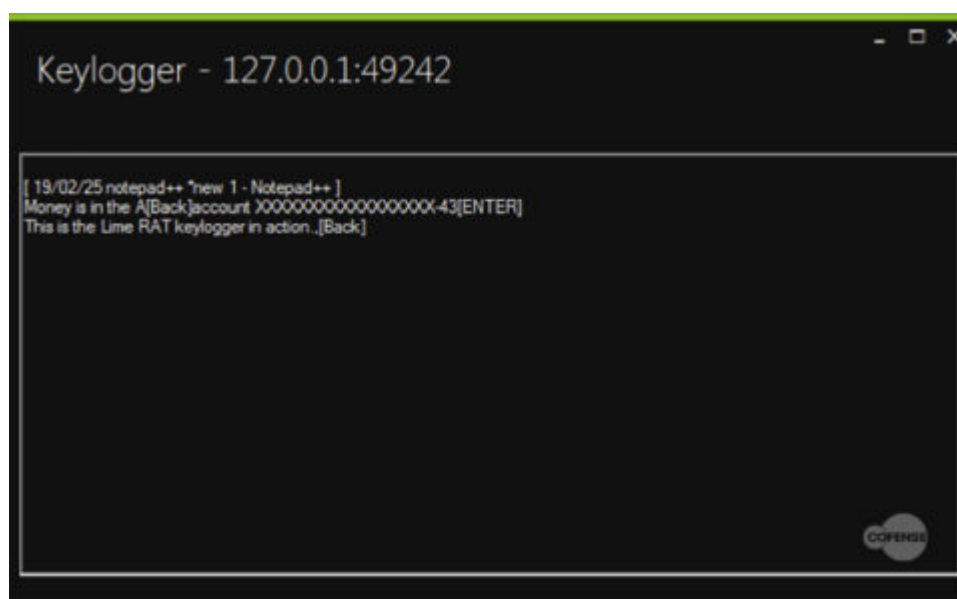 Keylogger - 127.0.0.1:49242
[ 19/02/25 notepad++ *new 1 - Notepad++ ]
Money is in the A[Back]account XXXXXXXXXXXXXXXXXX-43[ENTER]
This is the Lime RAT keylogger in action.,[Back]
COFENSE